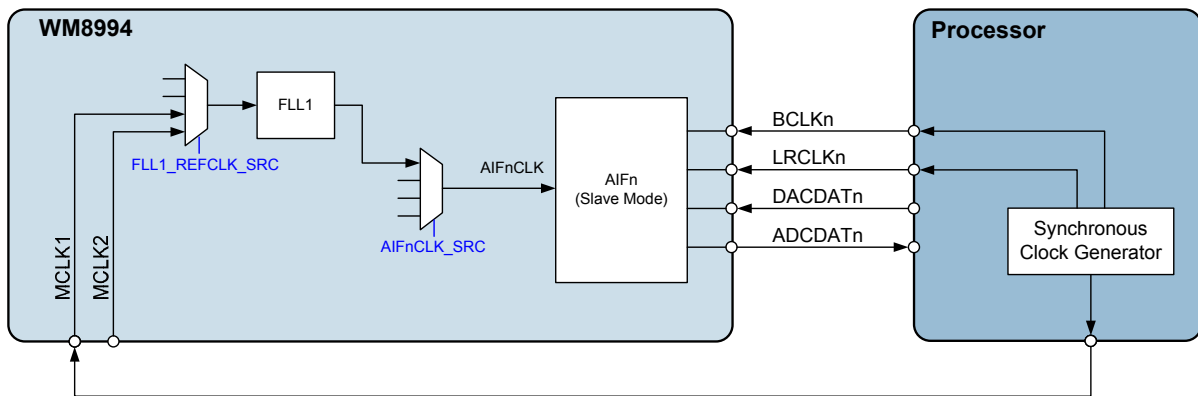 WM8994
Processor
FLL1
FLL1_REFCLK_SRC
AIFnCLK
AIFnCLK_SRC
AIFn
(Slave Mode)
BCLKn
LRCLKn
DACDATn
ADCDATn
Synchronous
Clock Generator
MCLK1
MCLK2